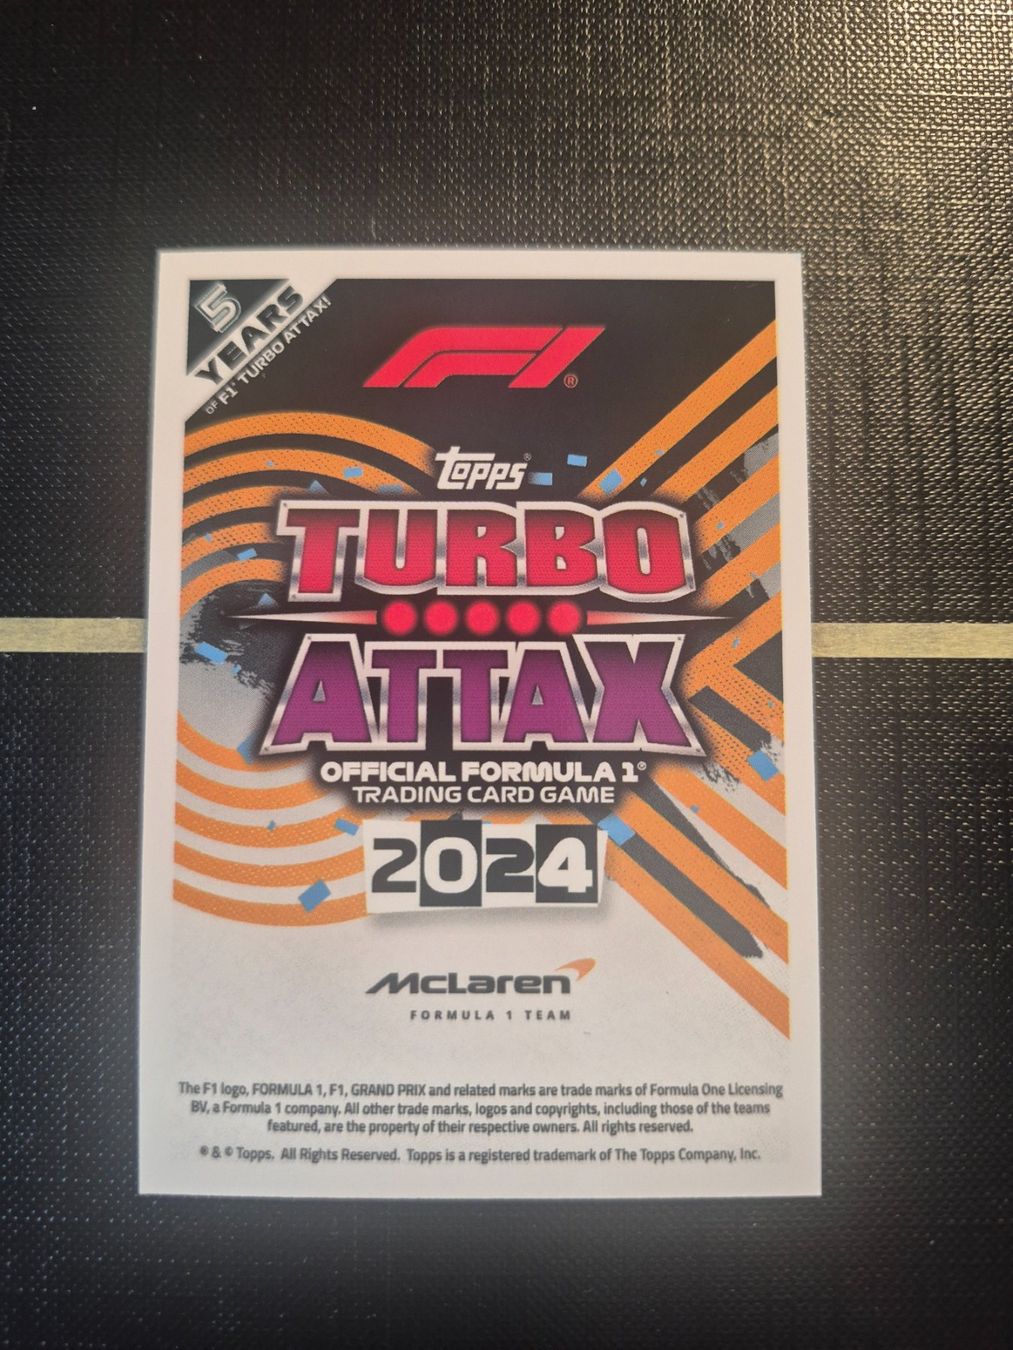 5
YEARS
OF F1® TURBO ATTAX!
F1®
TOPPS®
TURBO
ATTAX
OFFICIAL FORMULA 1®
TRADING CARD GAME
2024
McLaren
FORMULA 1 TEAM
The F1 logo, FORMULA 1, F1, GRAND PRIX and related marks are trade marks of Formula One Licensing
BV, a Formula 1 company. All other trade marks, logos and copyrights, including those of the teams
featured, are the property of their respective owners. All rights reserved.
® & © Topps. All Rights Reserved. Topps is a registered trademark of The Topps Company, Inc.